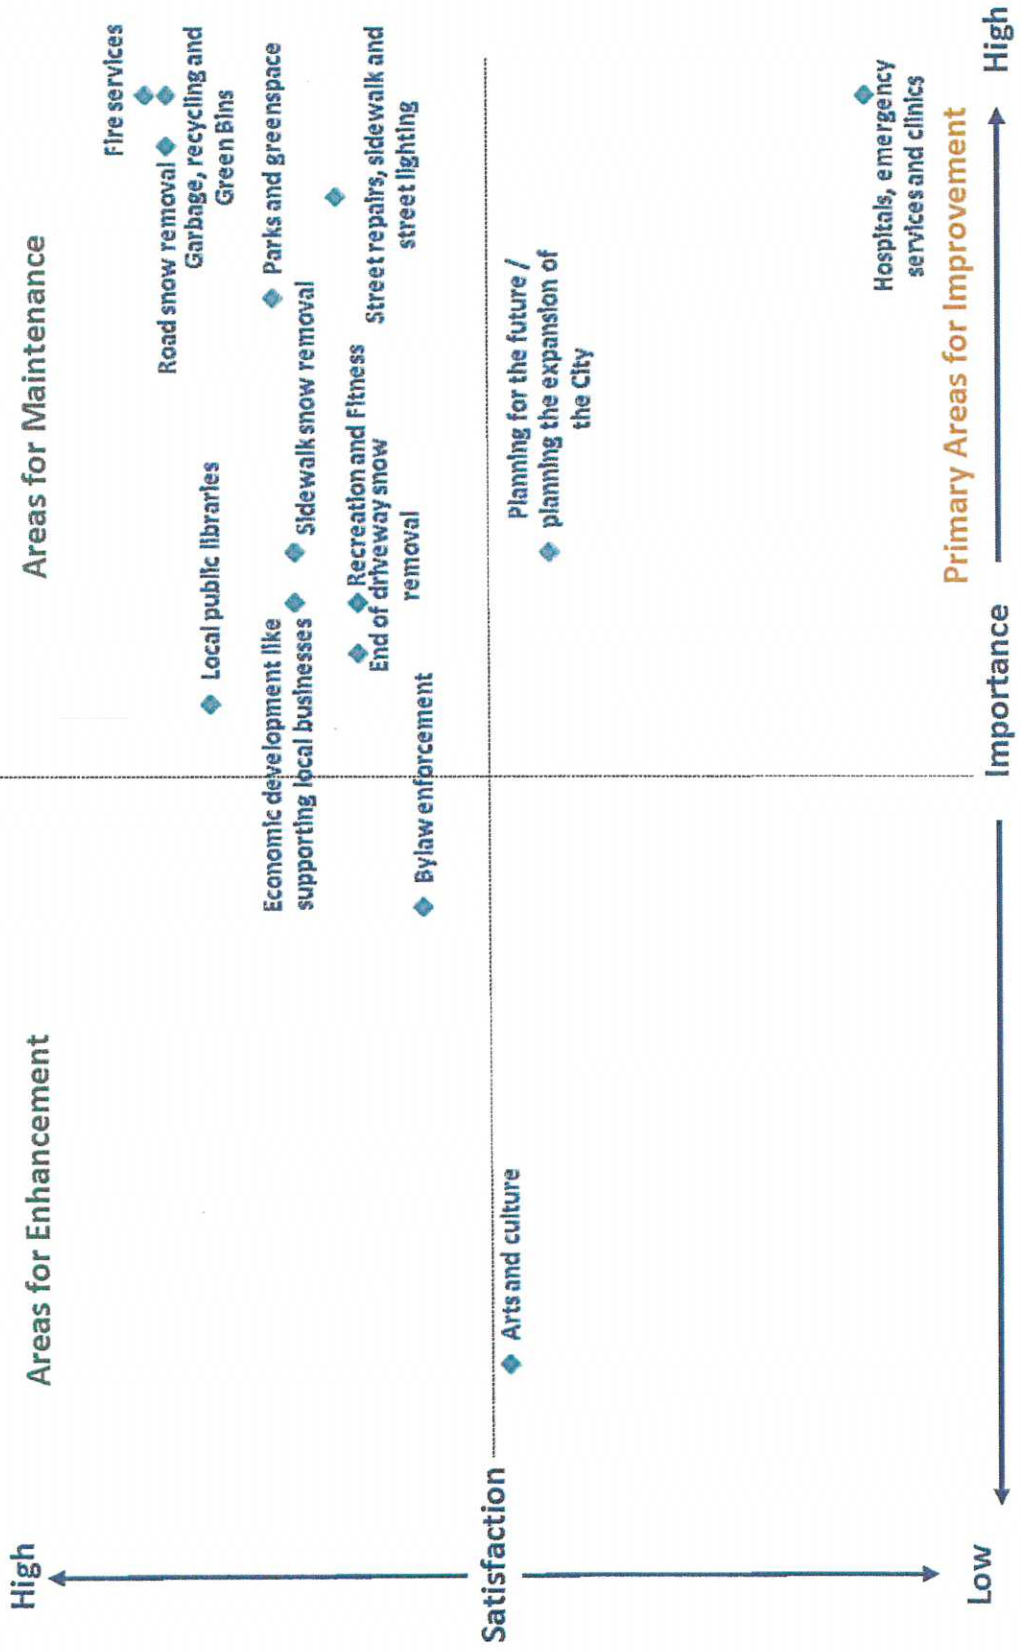 High
Areas for Enhancement
Areas for Maintenance
Fire services
Road snow removal
Garbage, recycling and
Green Bins
Local public libraries
Parks and greenspace
Economic development like
supporting local businesses
Sidewalk snow removal
Recreation and Fitness
End of driveway snow
removal
Street repairs, sidewalk and
street lighting
Bylaw enforcement
Satisfaction
Arts and culture
Planning for the future /
planning the expansion of
the City
Hospitals, emergency
services and clinics
Primary Areas for Improvement
Low
Importance
High